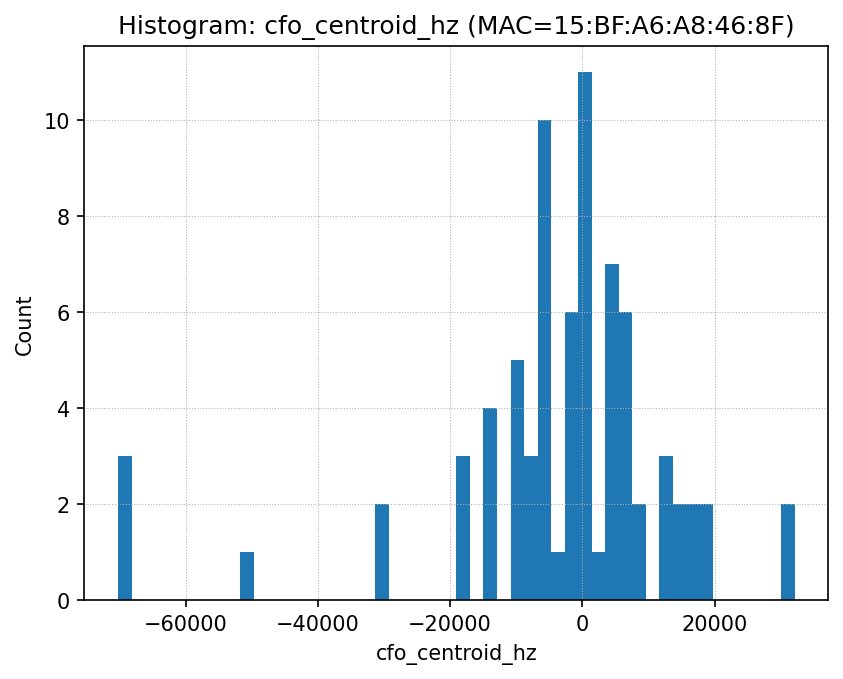 Histogram: cfo_centroid_hz (MAC=15:BF:A6:A8:46:8F)
Count
10
8
6
4
2
0
−60000 −40000 −20000 0 20000
cfo_centroid_hz